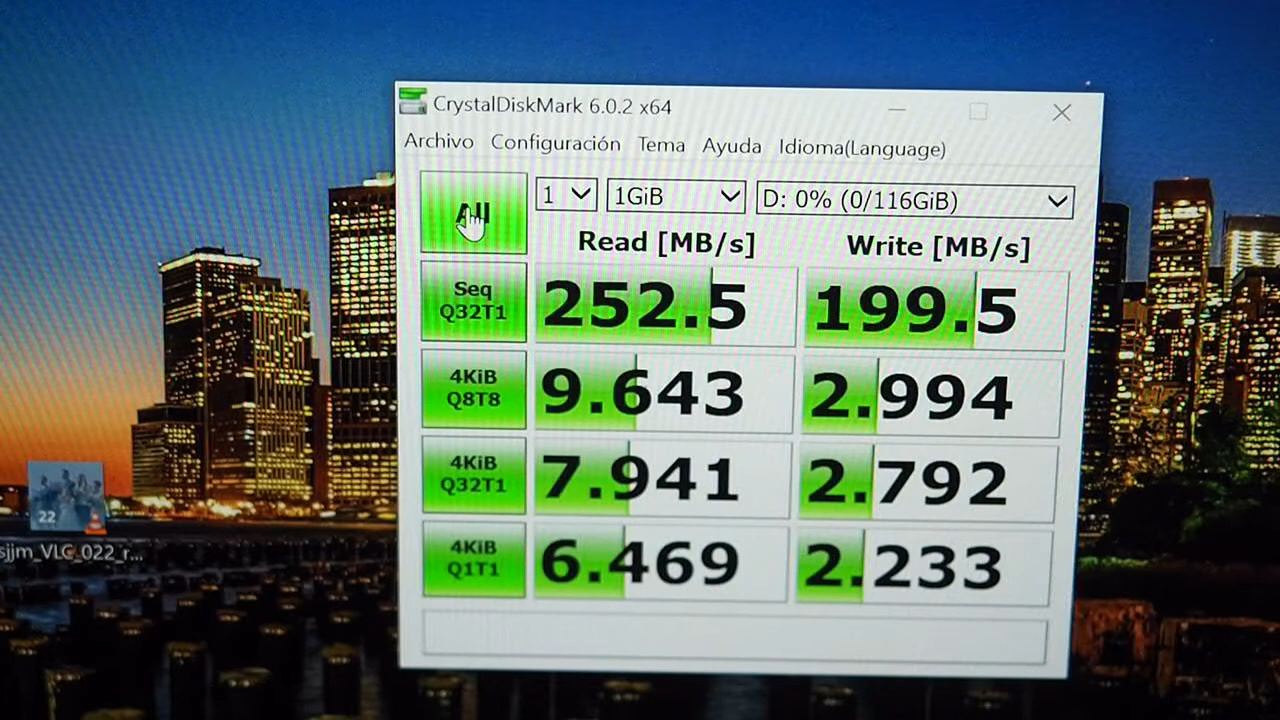 CrystalDiskMark 6.0.2 x64
Archivo Configuración Tema Ayuda Idioma(Language)
All 1 1GiB D: 0% (0/116GiB)
Read [MB/s] Write [MB/s]
Seq
Q32T1 252.5 199.5
4KiB
Q8T8 9.643 2.994
4KiB
Q32T1 7.941 2.792
4KiB
Q1T1 6.469 2.233
22
sjjm_VLC_022_r...